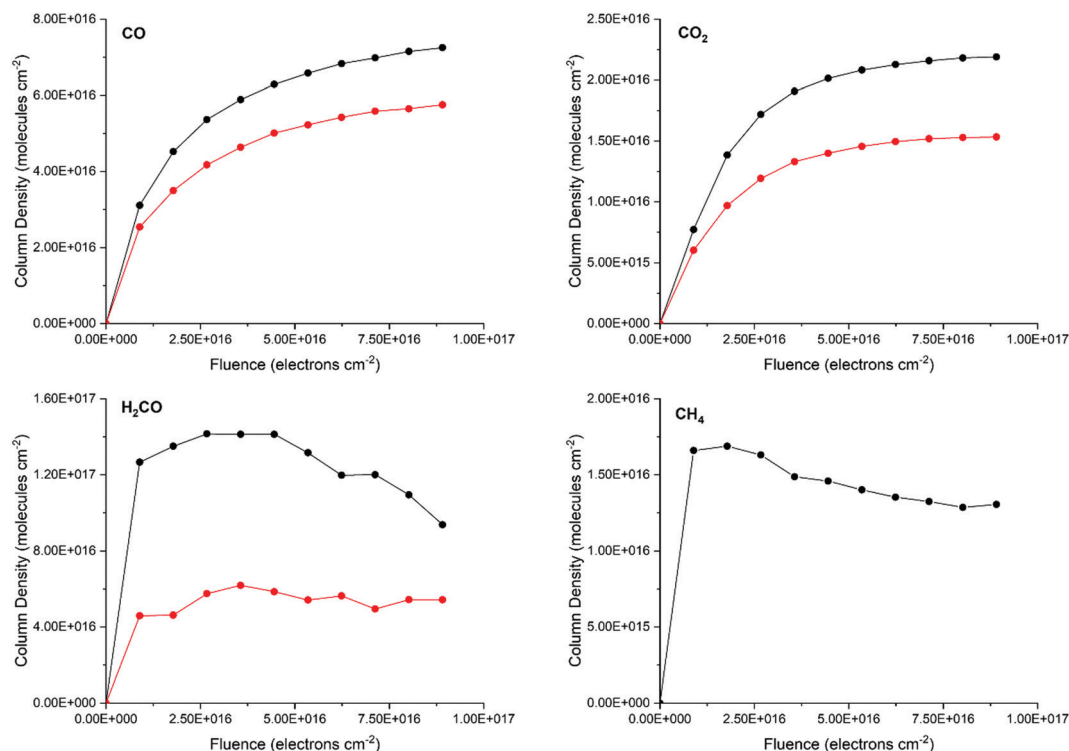 CO
8.00E+016
6.00E+016
4.00E+016
2.00E+016
0.00E+000
Column Density (molecules cm-2)
0.00E+000 2.50E+016 5.00E+016 7.50E+016 1.00E+017
Fluence (electrons cm-2)
CO2
2.50E+016
2.00E+016
1.50E+016
1.00E+016
5.00E+015
0.00E+000
Column Density (molecules cm-2)
0.00E+000 2.50E+016 5.00E+016 7.50E+016 1.00E+017
Fluence (electrons cm-2)
H2CO
1.60E+017
1.20E+017
8.00E+016
4.00E+016
0.00E+000
Column Density (molecules cm-2)
0.00E+000 2.50E+016 5.00E+016 7.50E+016 1.00E+017
Fluence (electrons cm-2)
CH4
2.00E+016
1.50E+016
1.00E+016
5.00E+015
0.00E+000
Column Density (molecules cm-2)
0.00E+000 2.50E+016 5.00E+016 7.50E+016 1.00E+017
Fluence (electrons cm-2)